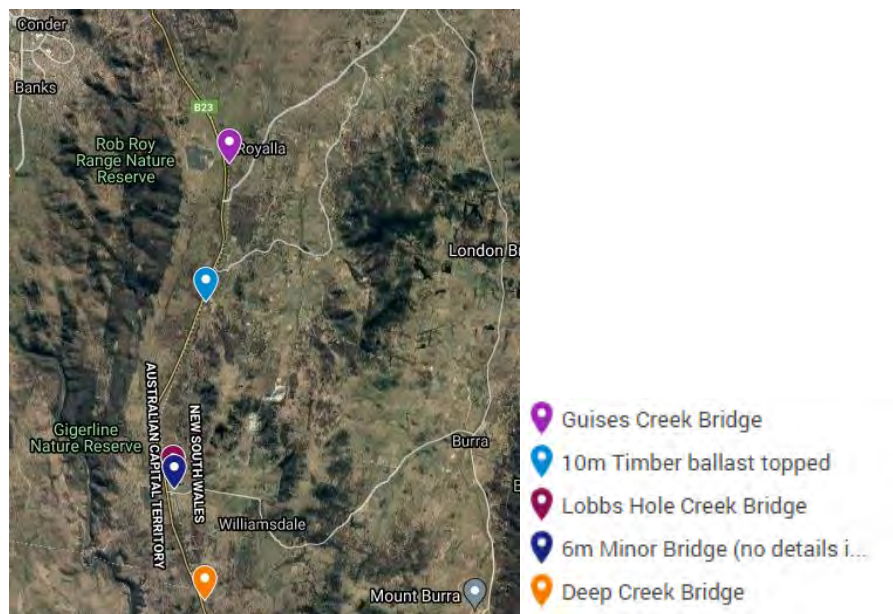 Conder
Banks
B23
Royalla
Rob Roy
Range Nature
Reserve
London B
AUSTRALIAN CAPITAL TERRITORY
NEW SOUTH WALES
Gigerline
Nature Reserve
Burra
Williamsdale
Mount Burra
Guises Creek Bridge
10m Timber ballast topped
Lobbs Hole Creek Bridge
6m Minor Bridge (no details i...
Deep Creek Bridge